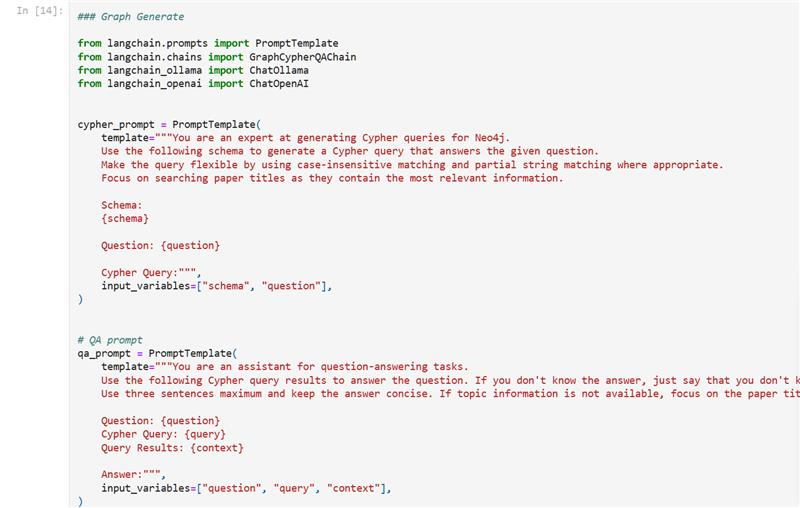 In [14]:
### Graph Generate
from langchain.prompts import PromptTemplate
from langchain.chains import GraphCypherQAChain
from langchain_ollama import ChatOllama
from langchain_openai import ChatOpenAI
cypher_prompt = PromptTemplate(
template="""You are an expert at generating Cypher queries for Neo4j.
Use the following schema to generate a Cypher query that answers the given question.
Make the query flexible by using case-insensitive matching and partial string matching where appropriate.
Focus on searching paper titles as they contain the most relevant information.
Schema:
{schema}
Question: {question}
Cypher Query:""",
input_variables=["schema", "question"],
)
# QA prompt
qa_prompt = PromptTemplate(
template="""You are an assistant for question-answering tasks.
Use the following Cypher query results to answer the question. If you don't know the answer, just say that you don't
Use three sentences maximum and keep the answer concise. If topic information is not available, focus on the paper
Question: {question}
Cypher Query: {query}
Query Results: {context}
Answer:""",
input_variables=["question", "query", "context"],
)